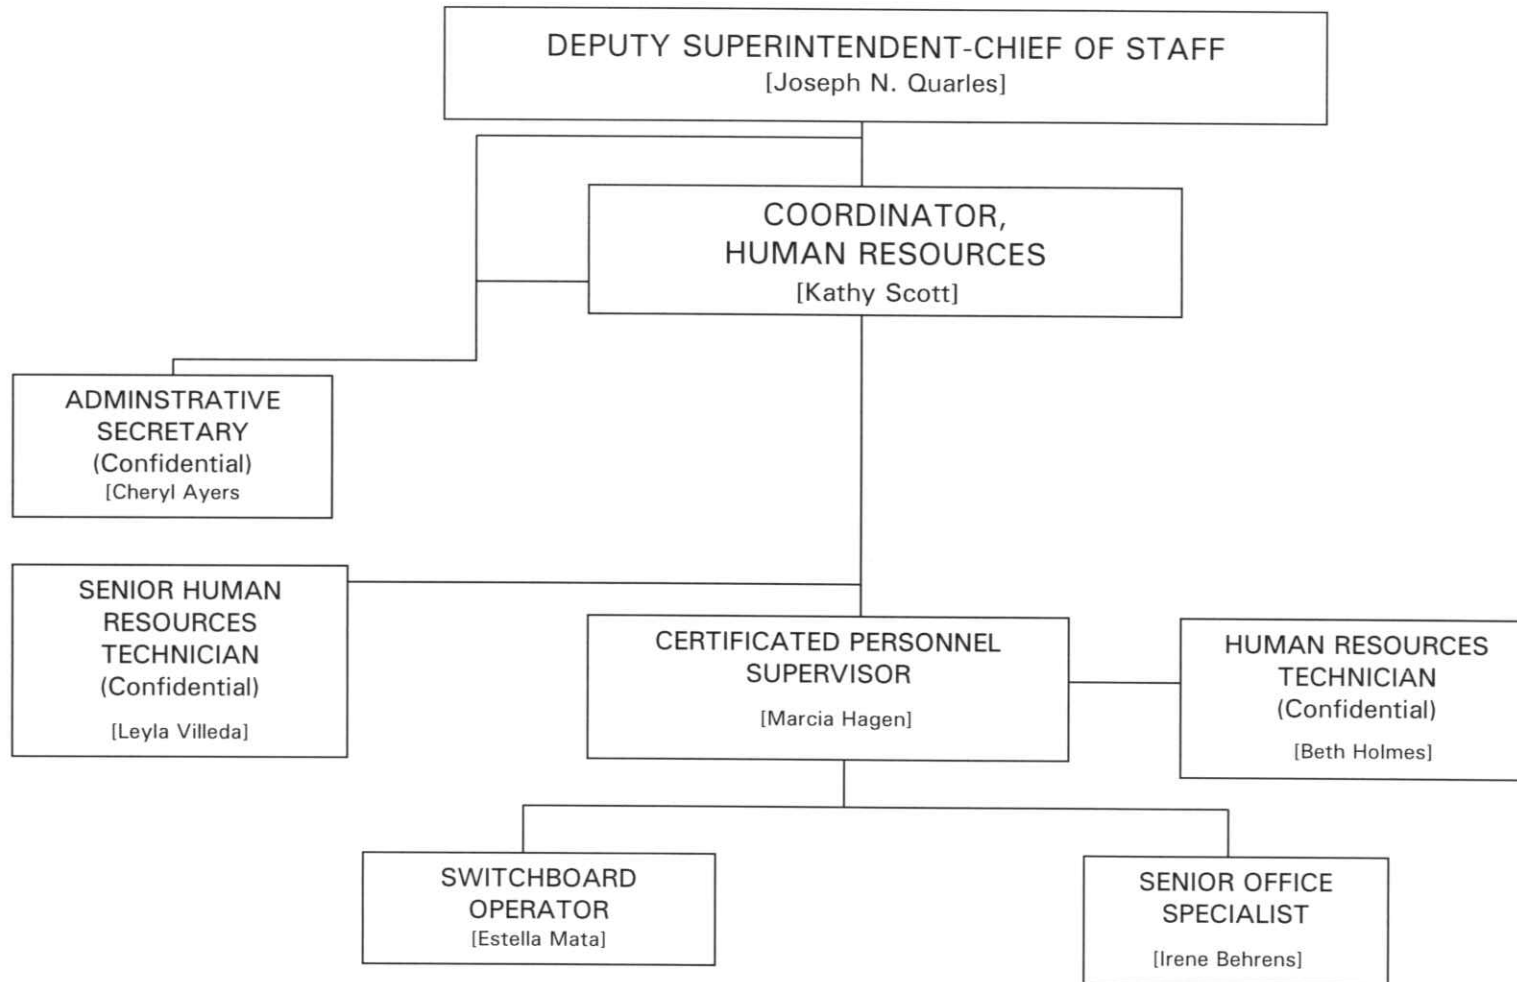 DEPUTY SUPERINTENDENT-CHIEF OF STAFF
[Joseph N. Quarles]
COORDINATOR,
HUMAN RESOURCES
[Kathy Scott]
ADMINSTRATIVE
SECRETARY
(Confidential)
[Cheryl Ayers
SENIOR HUMAN
RESOURCES
TECHNICIAN
(Confidential)
[Leyla Villeda]
CERTIFICATED PERSONNEL
SUPERVISOR
[Marcia Hagen]
HUMAN RESOURCES
TECHNICIAN
(Confidential)
[Beth Holmes]
SWITCHBOARD
OPERATOR
[Estella Mata]
SENIOR OFFICE
SPECIALIST
[Irene Behrens]